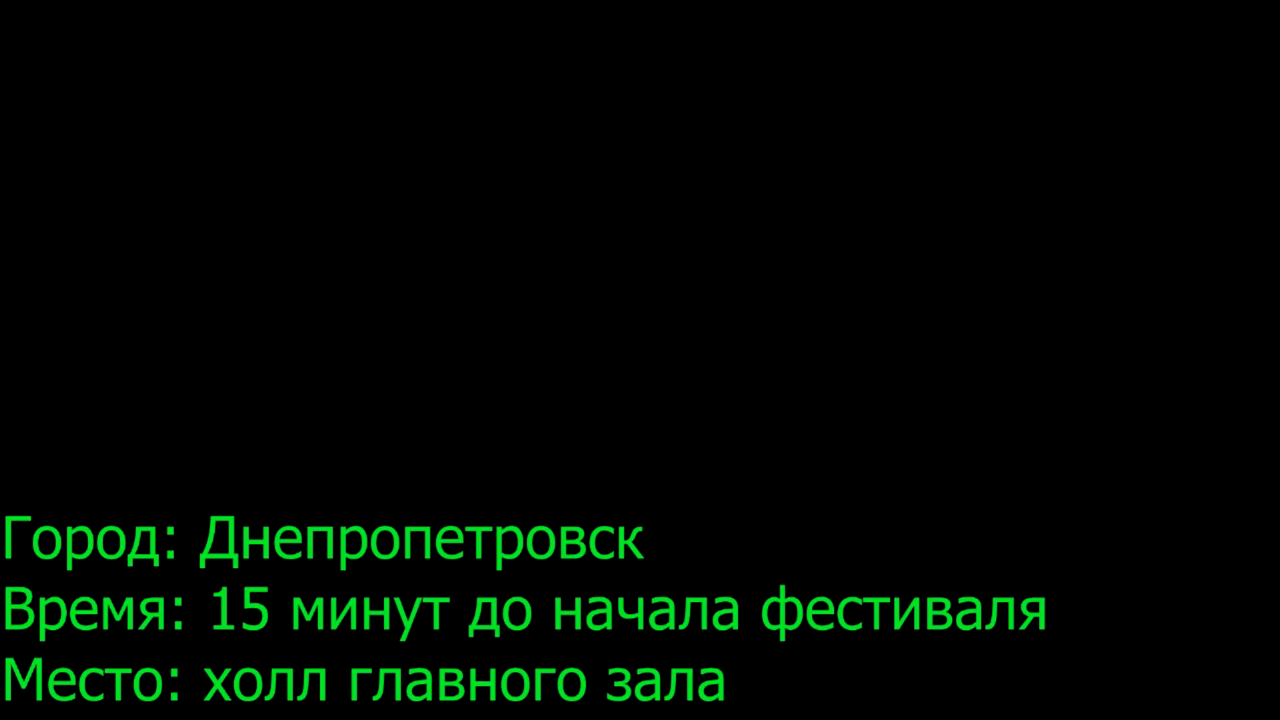 Город: Днепропетровск
Время: 15 минут до начала фестиваля
Место: холл главного зала